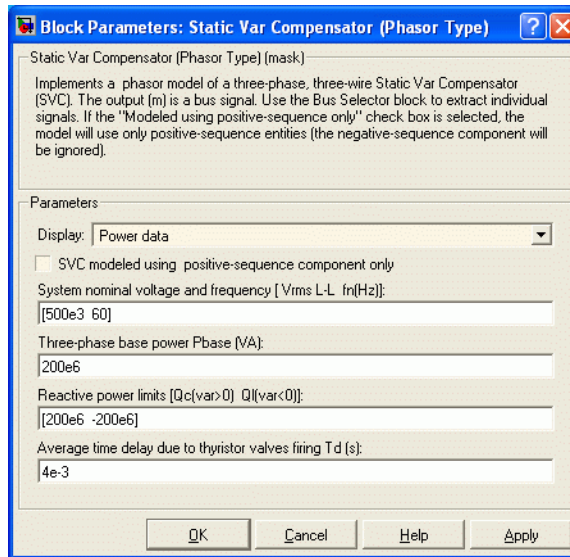 Block Parameters: Static Var Compensator (Phasor Type)
Static Var Compensator (Phasor Type) (mask)
Implements a phasor model of a three-phase, three-wire Static Var Compensator
(SVC). The output (m) is a bus signal. Use the Bus Selector block to extract individual
signals. If the "Modeled using positive-sequence only" check box is selected, the
model will use only positive-sequence entities (the negative-sequence component will
be ignored).
Parameters
Display: Power data
SVC modeled using positive-sequence component only
System nominal voltage and frequency [ Vrms L-L fn(Hz)]:
[500e3 60]
Three-phase base power Pbase (VA):
200e6
Reactive power limits [Qc(var>0) Ql(var<0)]:
[200e6 -200e6]
Average time delay due to thyristor valves firing Td (s):
4e-3
OK Cancel Help Apply